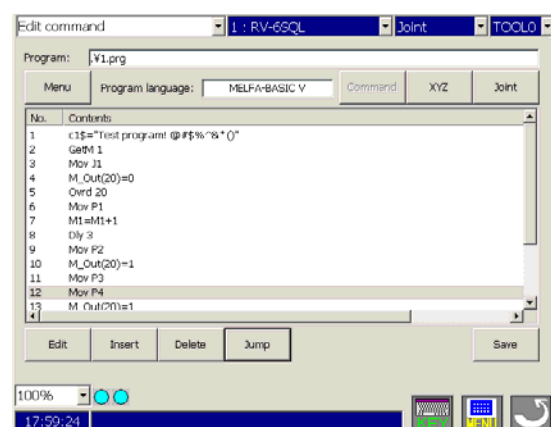 Edit command 1 : RV-6SQL Joint TOOL0
Program: .¥1.prg
Menu Program language: MELFA-BASIC V Command XYZ Joint
No. Contents
1 c1$="Test program! @#$%^&*()"
2 GetM 1
3 Mov J1
4 M_Out(20)=0
5 Ovrd 20
6 Mov P1
7 M1=M1+1
8 Dly 3
9 Mov P2
10 M_Out(20)=1
11 Mov P3
12 Mov P4
13 M_Out(20)=1
Edit Insert Delete Jump Save
100%
17:59:24 KEY MENU